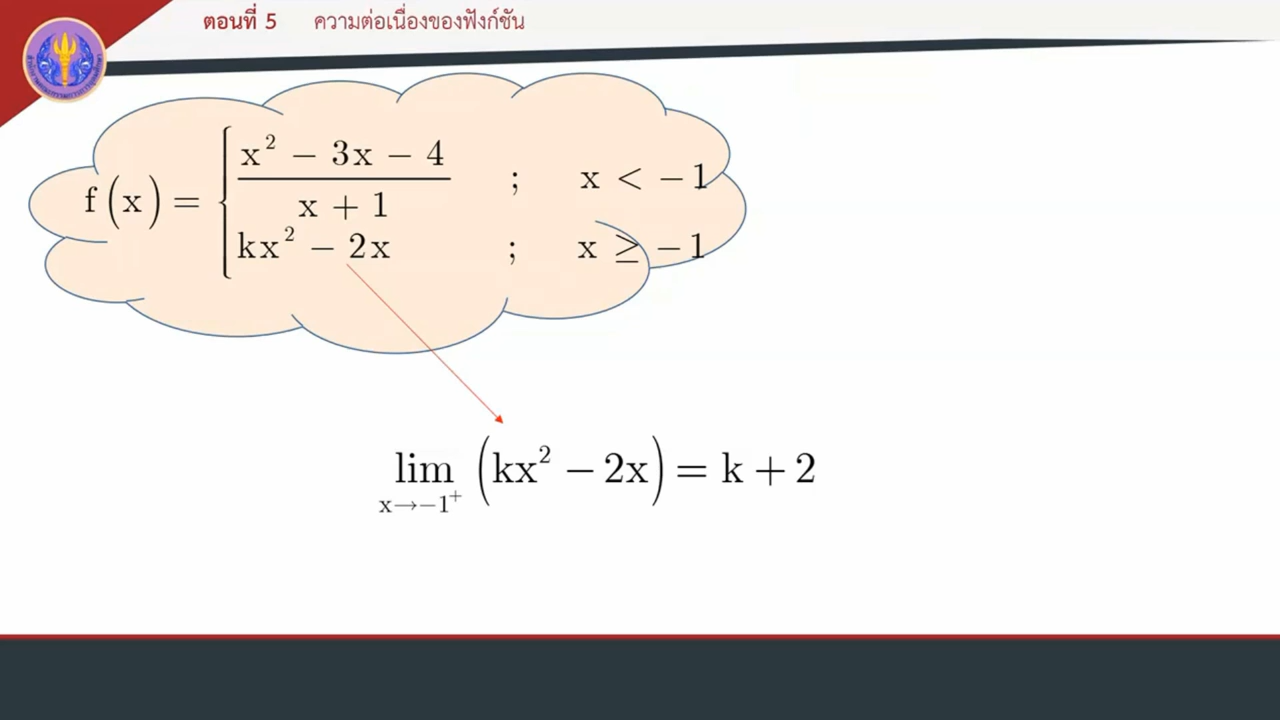 ตอนที่ 5 ความต่อเนื่องของฟังก์ชัน
f(x) = { (x² − 3x − 4)/(x + 1) ; x < −1
kx² − 2x ; x ≥ −1
lim x→−1⁺ (kx² − 2x) = k + 2